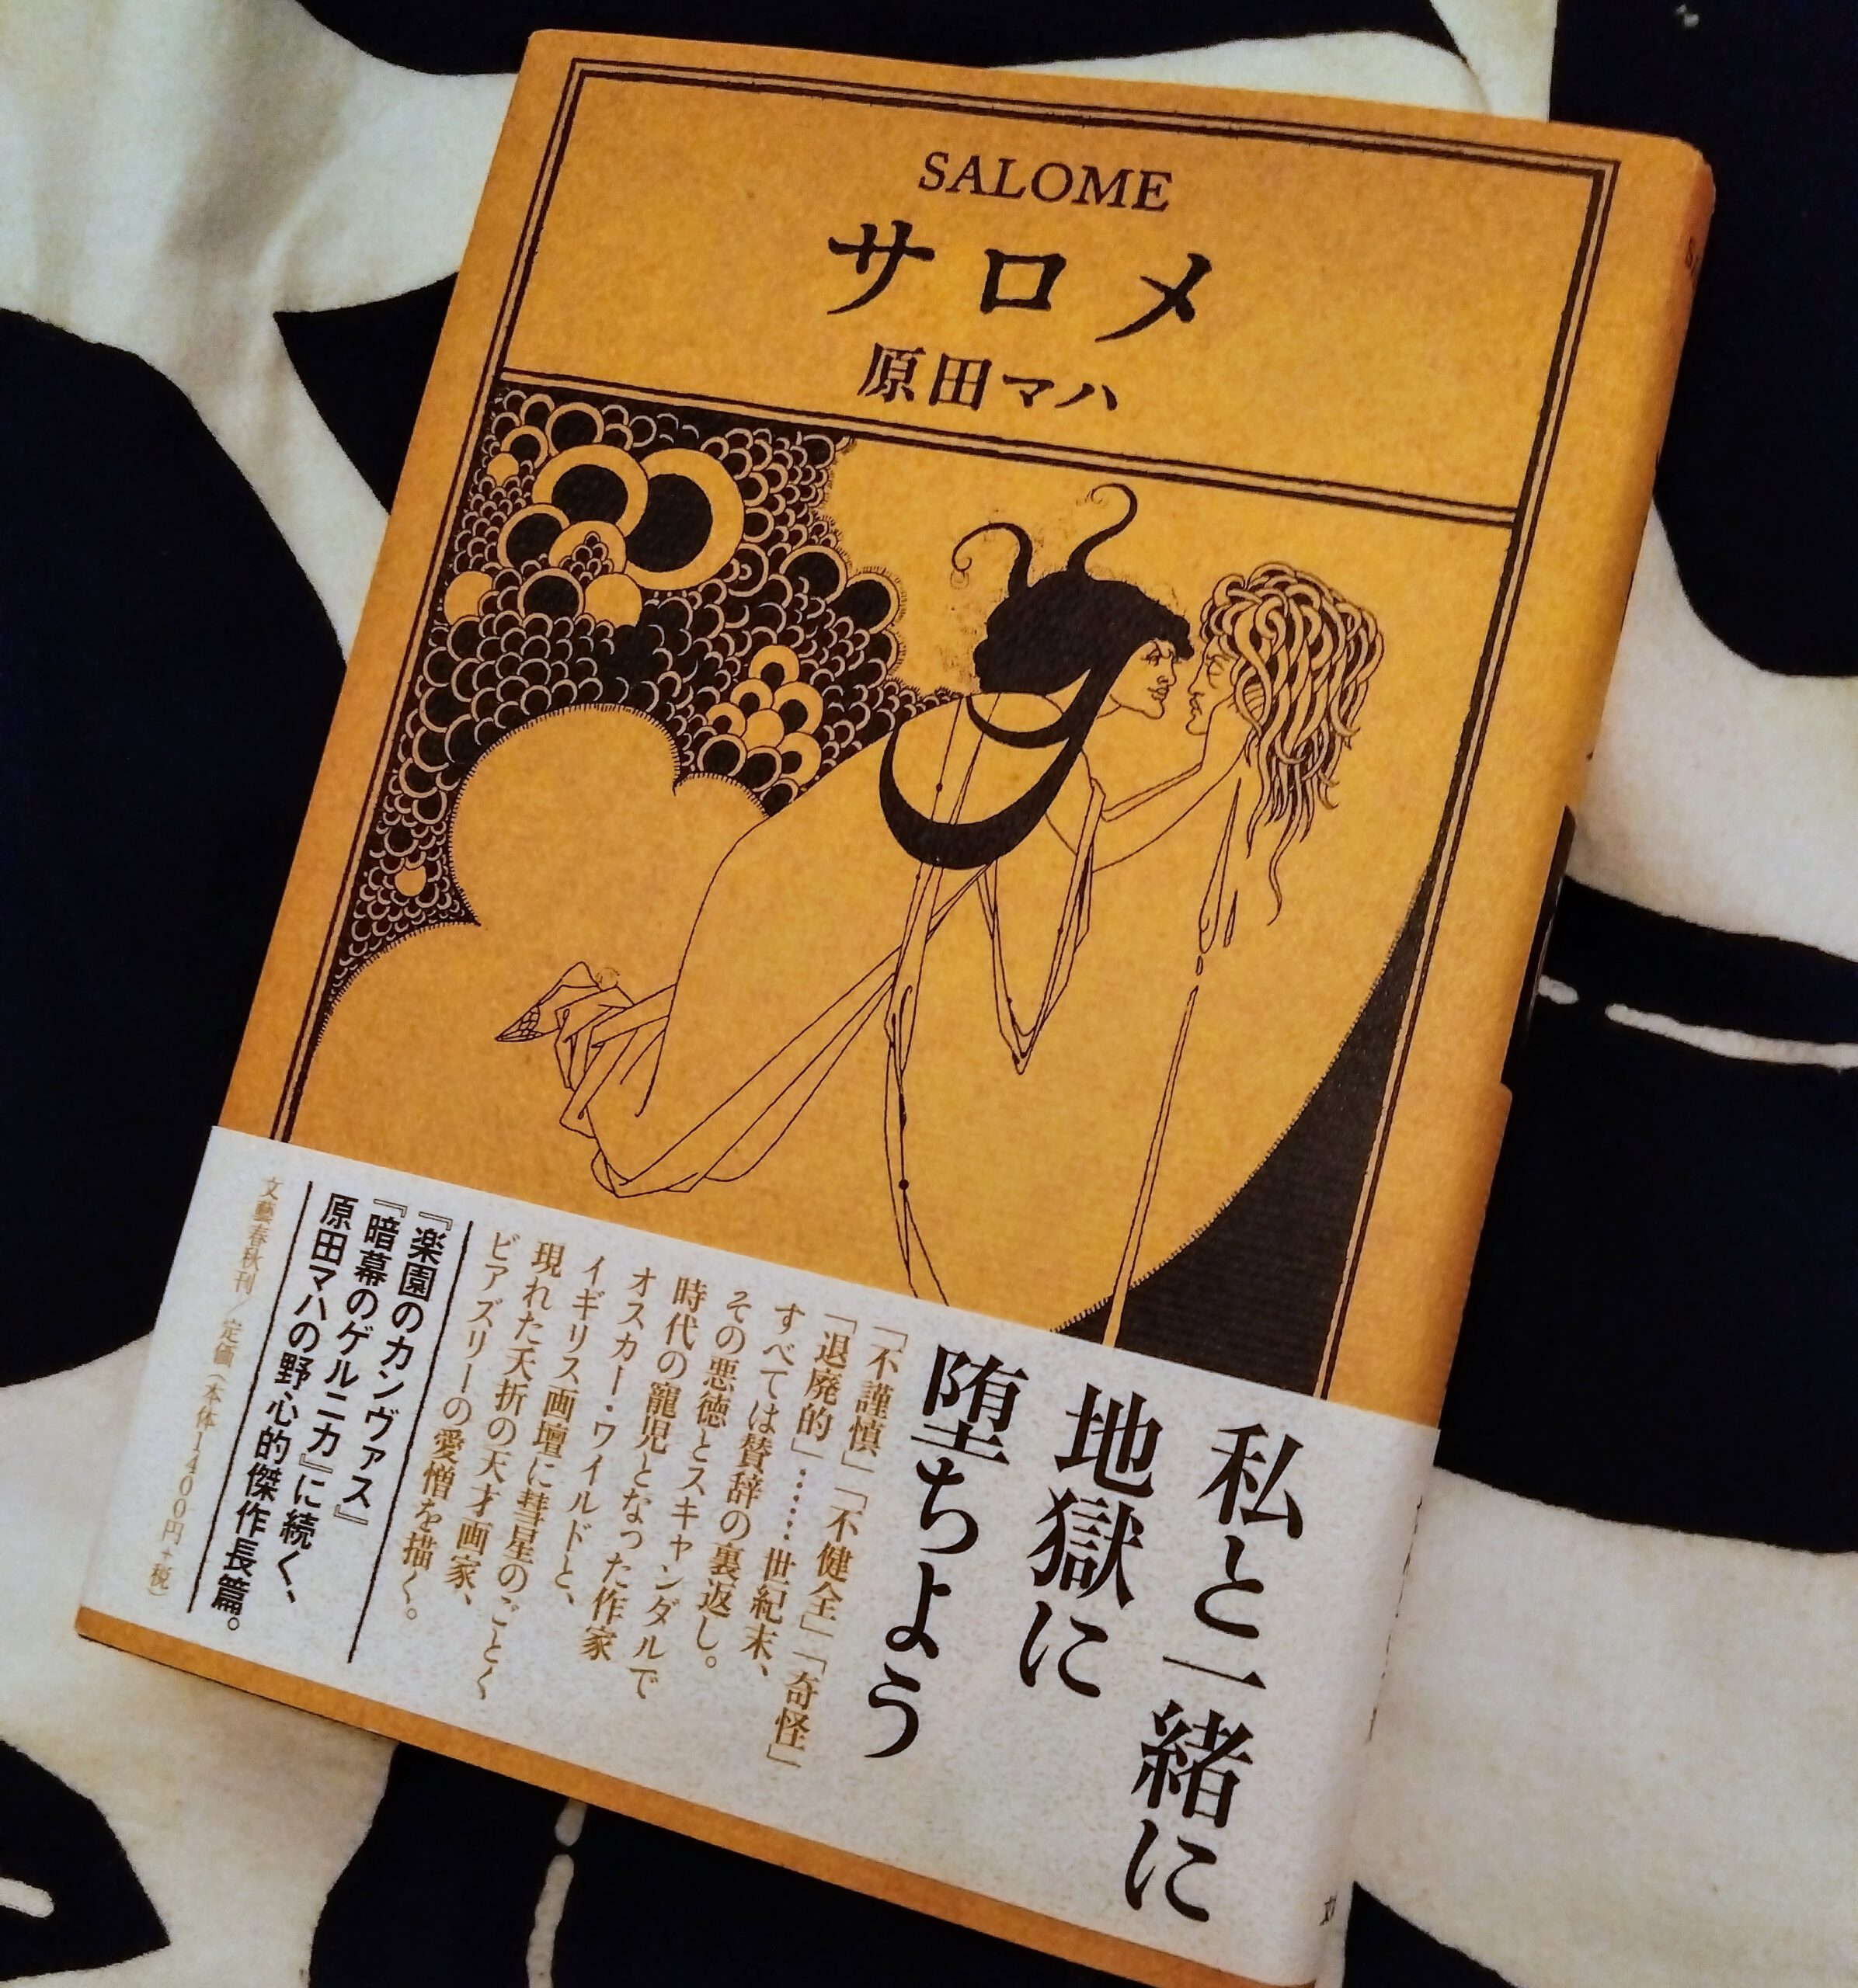 SALOME
サロメ
原田マハ
私と一緒に
地獄に
堕ちよう
「不謹慎」「不健全」「奇怪」
「退廃的」……世紀末、
すべては賛辞の裏返し。
その悪徳とスキャンダルで
時代の寵児となった作家
オスカー・ワイルドと、
イギリス画壇に彗星のごとく
現れた夭折の天才画家、
ビアズリーの愛憎を描く。
『楽園のカンヴァス』
『暗幕のゲルニカ』に続く、
原田マハの野心的傑作長篇。
文藝春秋刊/定価(本体1400円+税)